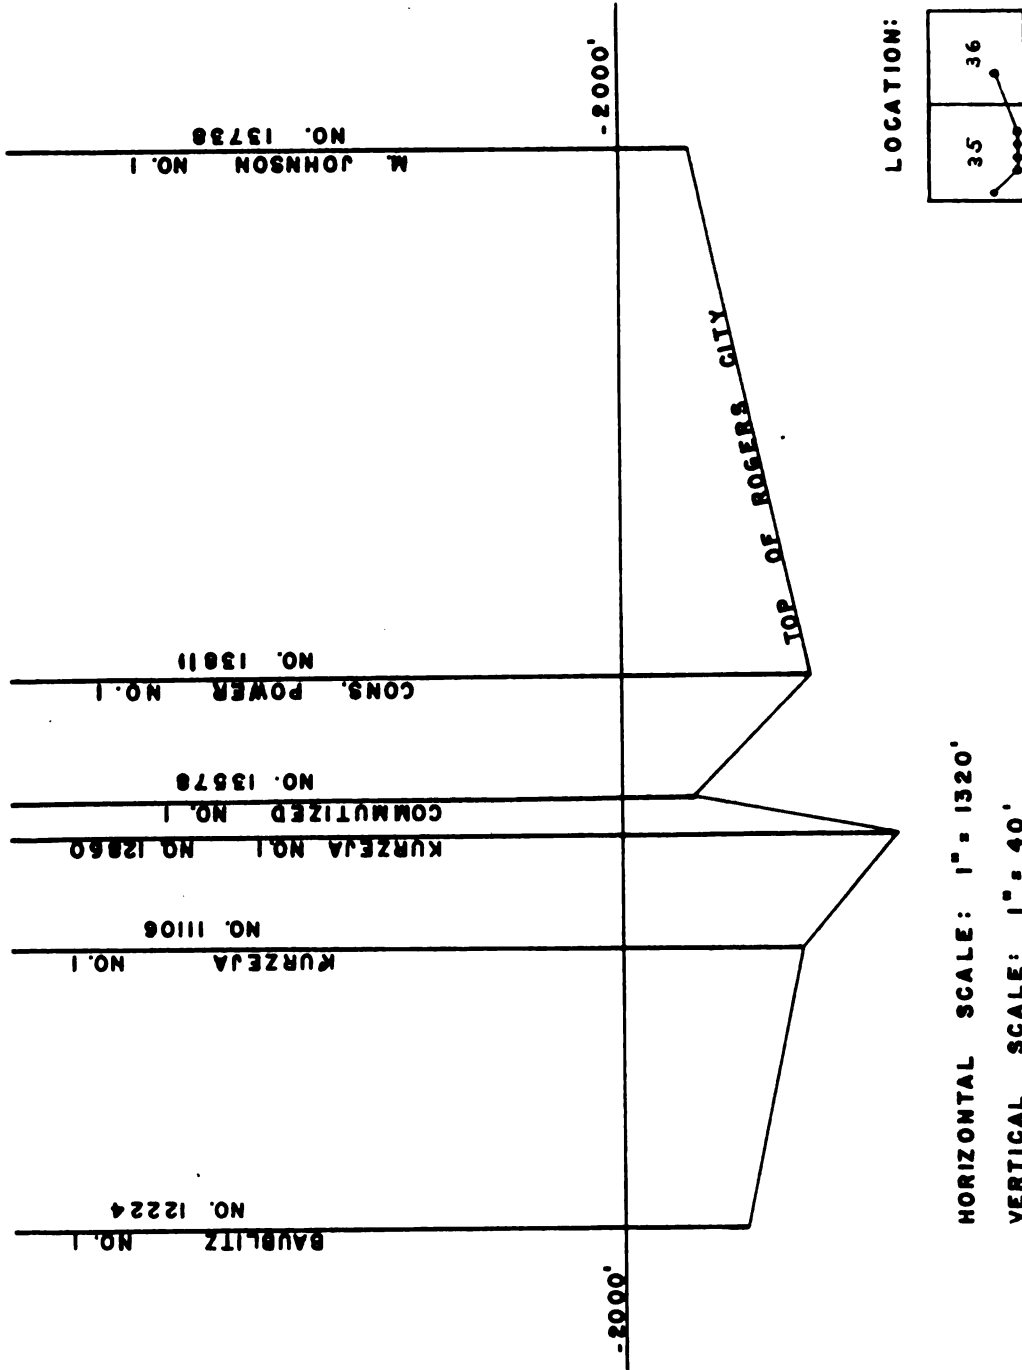 BAUBLITZ NO. 1
NO. 12224
KURZEJA NO. 1
NO. 11106
KURZEJA NO. 1 NO. 12860
COMMUTIZED NO. 1
NO. 13578
CONS. POWER NO. 1
NO. 13811
M. JOHNSON NO. 1
NO. 13738
-2000'
-2000'
TOP OF ROGERS CITY
HORIZONTAL SCALE: 1" = 1320'
VERTICAL SCALE: 1" = 40'
LOCATION:
35
36